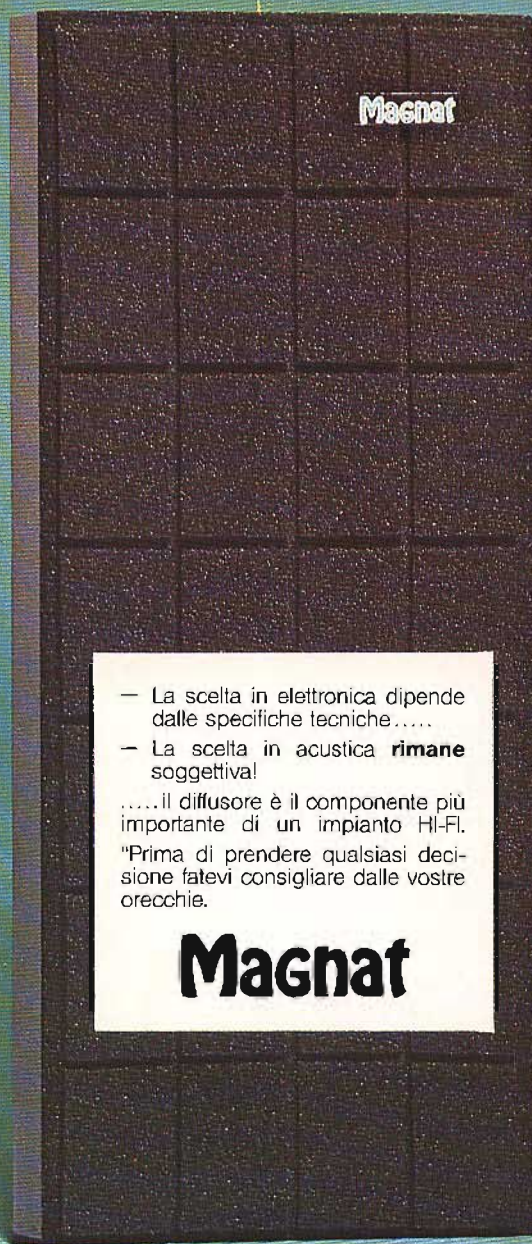 Magnat
— La scelta in elettronica dipende
dalle specifiche tecniche.....
— La scelta in acustica rimane
soggettiva!
.....il diffusore è il componente più
importante di un impianto HI-FI.
"Prima di prendere qualsiasi deci-
sione fatevi consigliare dalle vostre
orecchie.
Magnat